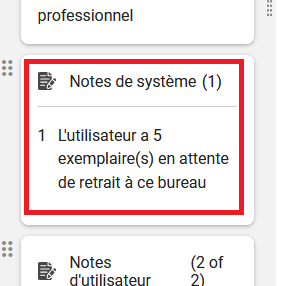 professionnel
Notes de système (1)
1 L'utilisateur a 5
exemplaire(s) en attente
de retrait à ce bureau
Notes (2 of
d'utilisateur 2)